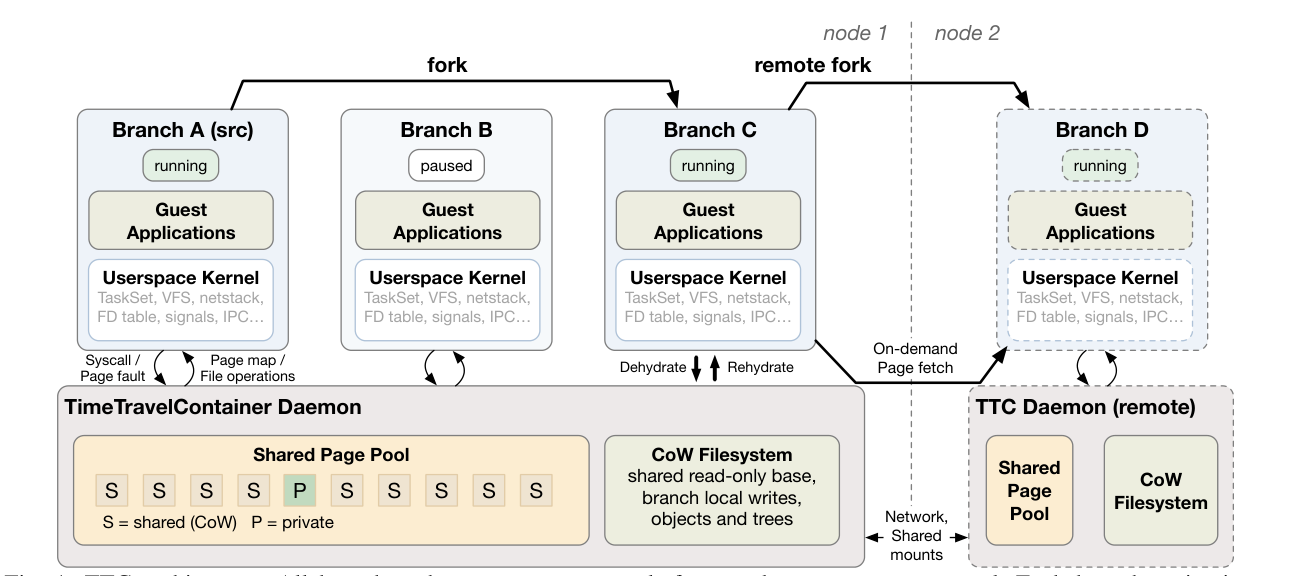 node 1
node 2
fork
remote fork
Branch A (src)
running
Guest
Applications
Userspace Kernel
TaskSet, VFS, netstack,
FD table, signals, IPC...
Branch B
paused
Guest
Applications
Userspace Kernel
TaskSet, VFS, netstack,
FD table, signals, IPC...
Branch C
running
Guest
Applications
Userspace Kernel
TaskSet, VFS, netstack,
FD table, signals, IPC...
Branch D
running
Guest
Applications
Userspace Kernel
TaskSet, VFS, netstack,
FD table, signals, IPC...
Syscall /
Page fault
Page map /
File operations
Dehydrate
Rehydrate
On-demand
Page fetch
TimeTravelContainer Daemon
Shared Page Pool
S S S S P S S S S S
S = shared (CoW) P = private
CoW Filesystem
shared read-only base,
branch local writes,
objects and trees
Network,
Shared
mounts
TTC Daemon (remote)
Shared
Page
Pool
CoW
Filesystem